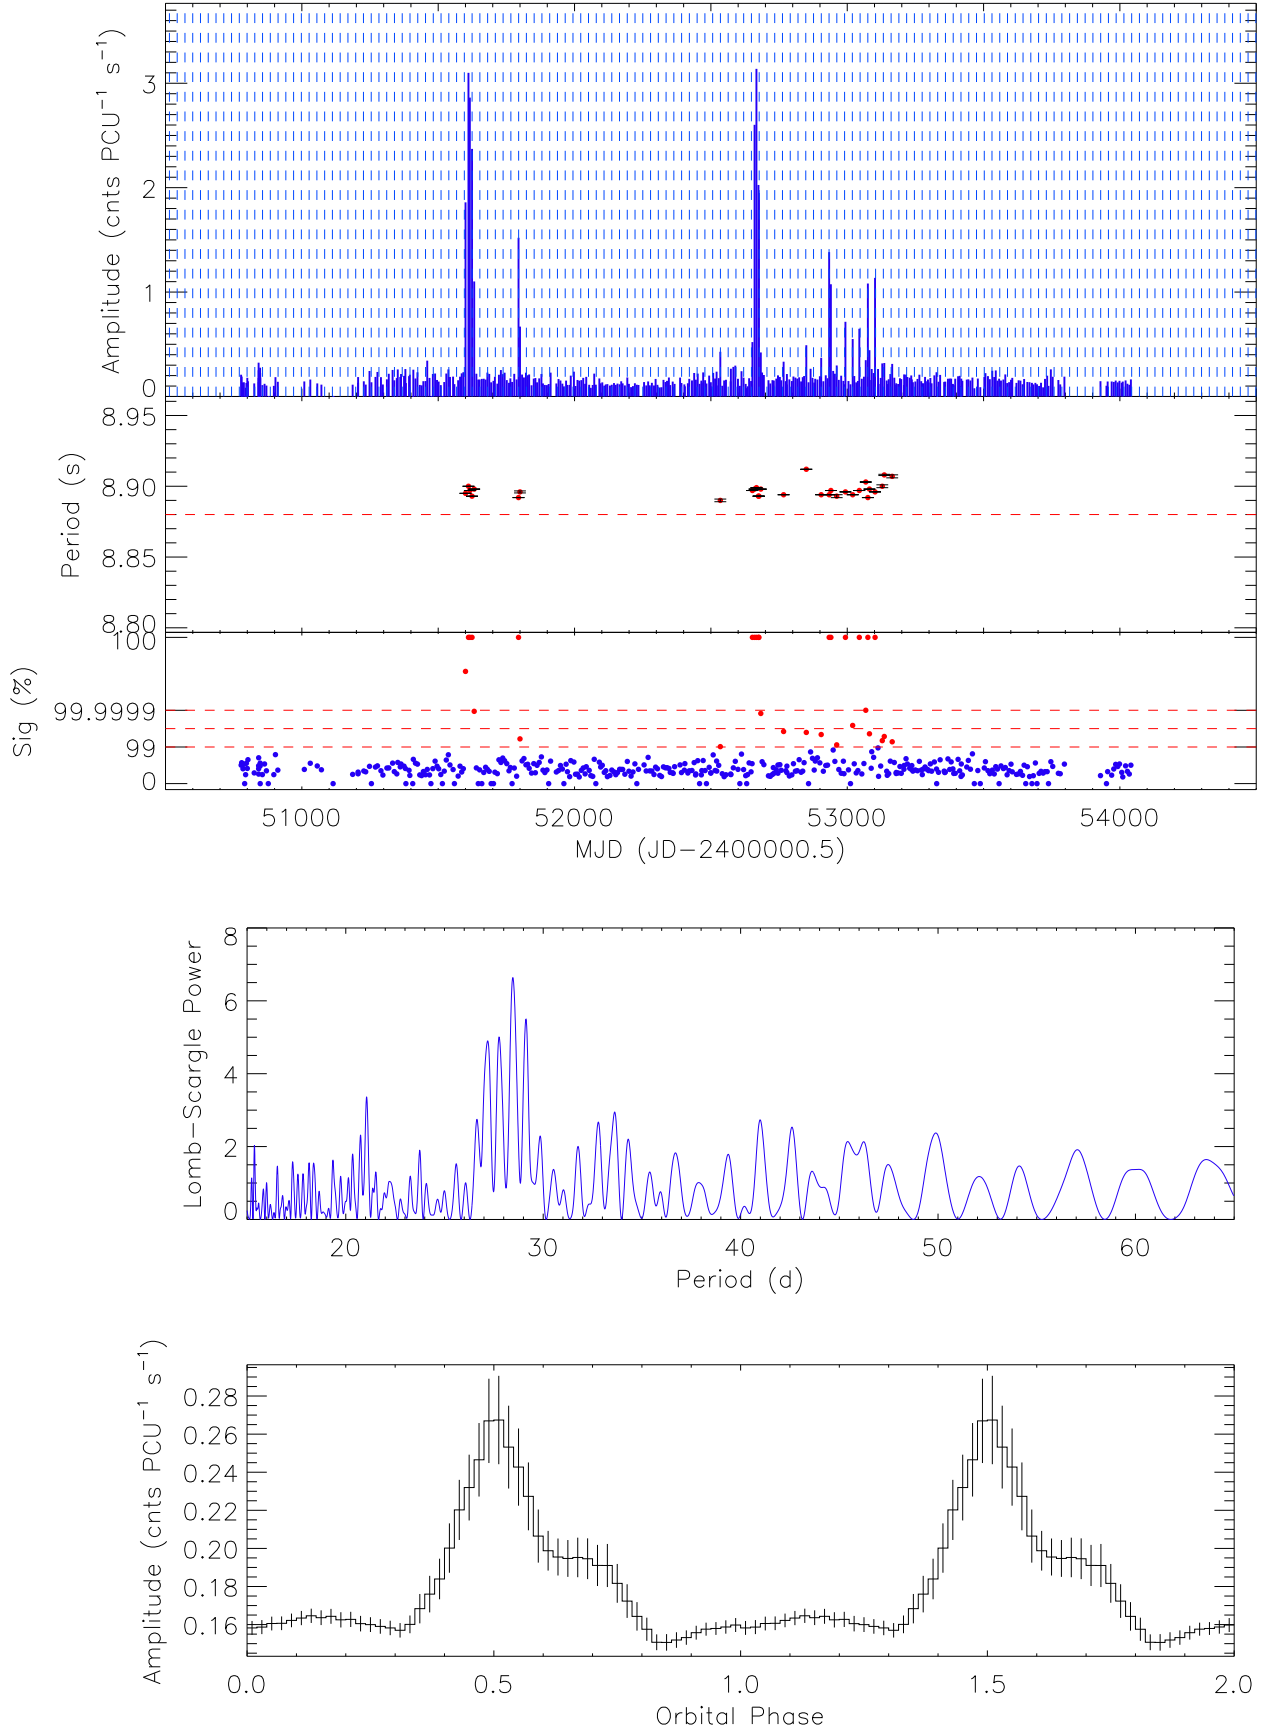 Amplitude (cnts PCU⁻¹ s⁻¹)
3
2
1
0
Period (s)
8.95
8.90
8.85
8.80
Sig (%)
100
99.9999
99
0
51000 52000 53000 54000
MJD (JD−2400000.5)
Lomb−Scargle Power
8
6
4
2
0
20 30 40 50 60
Period (d)
Amplitude (cnts PCU⁻¹ s⁻¹)
0.28
0.26
0.24
0.22
0.20
0.18
0.16
0.0 0.5 1.0 1.5 2.0
Orbital Phase